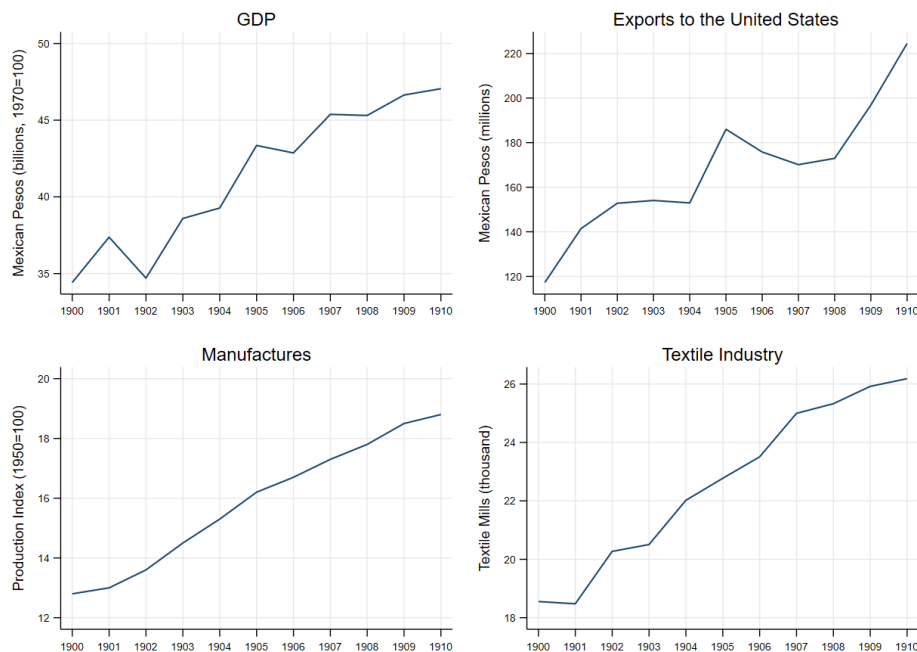 GDP
Mexican Pesos (billions, 1970=100)
50
45
40
35
1900 1901 1902 1903 1904 1905 1906 1907 1908 1909 1910
Exports to the United States
Mexican Pesos (millions)
220
200
180
160
140
120
1900 1901 1902 1903 1904 1905 1906 1907 1908 1909 1910
Manufactures
Production Index (1950=100)
20
18
16
14
12
1900 1901 1902 1903 1904 1905 1906 1907 1908 1909 1910
Textile Industry
Textile Mills (thousand)
26
24
22
20
18
1900 1901 1902 1903 1904 1905 1906 1907 1908 1909 1910